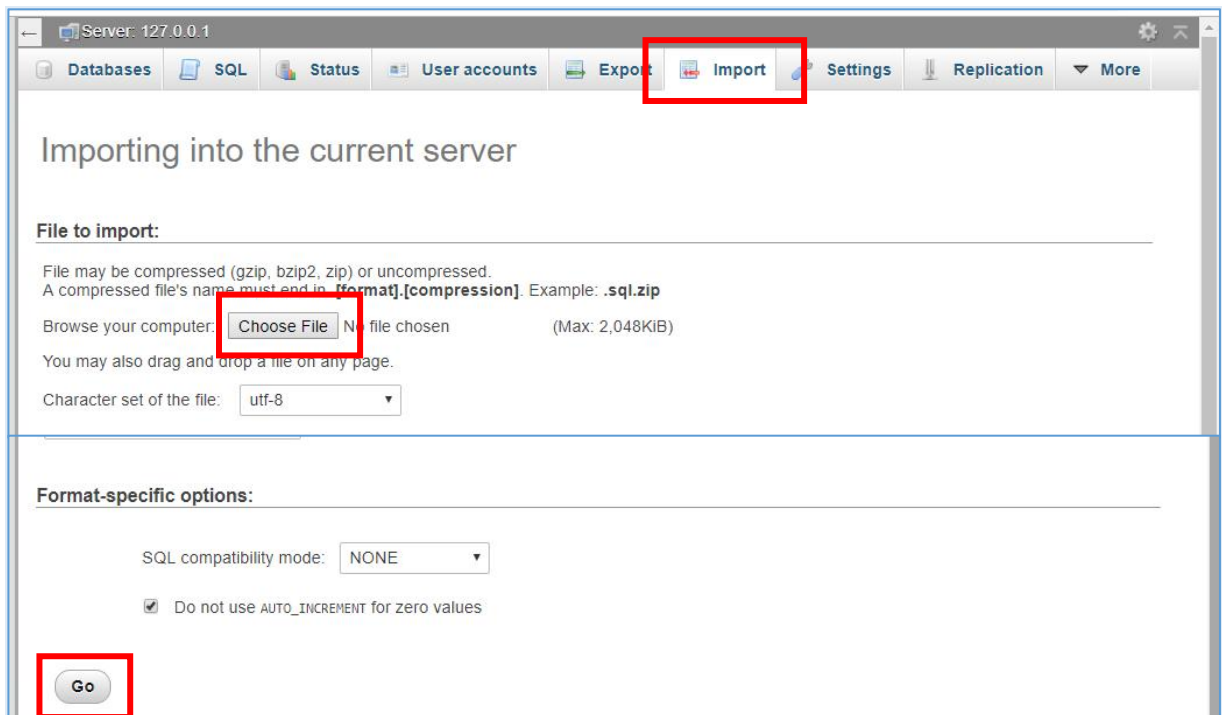 Server: 127.0.0.1
Databases SQL Status User accounts Export Import Settings Replication More
Importing into the current server
File to import:
File may be compressed (gzip, bzip2, zip) or uncompressed.
A compressed file's name must end in .[format].[compression]. Example: .sql.zip
Browse your computer: Choose File No file chosen (Max: 2,048KiB)
You may also drag and drop a file on any page.
Character set of the file: utf-8
Format-specific options:
SQL compatibility mode: NONE
Do not use AUTO_INCREMENT for zero values
Go